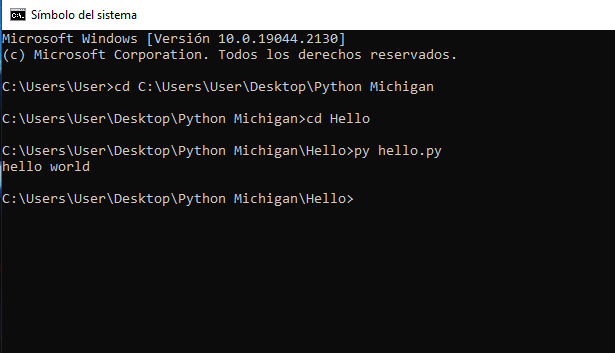 Símbolo del sistema
Microsoft Windows [Versión 10.0.19044.2130]
(c) Microsoft Corporation. Todos los derechos reservados.
C:\Users\User>cd C:\Users\User\Desktop\Python Michigan
C:\Users\User\Desktop\Python Michigan>cd Hello
C:\Users\User\Desktop\Python Michigan\Hello>py hello.py
hello world
C:\Users\User\Desktop\Python Michigan\Hello>